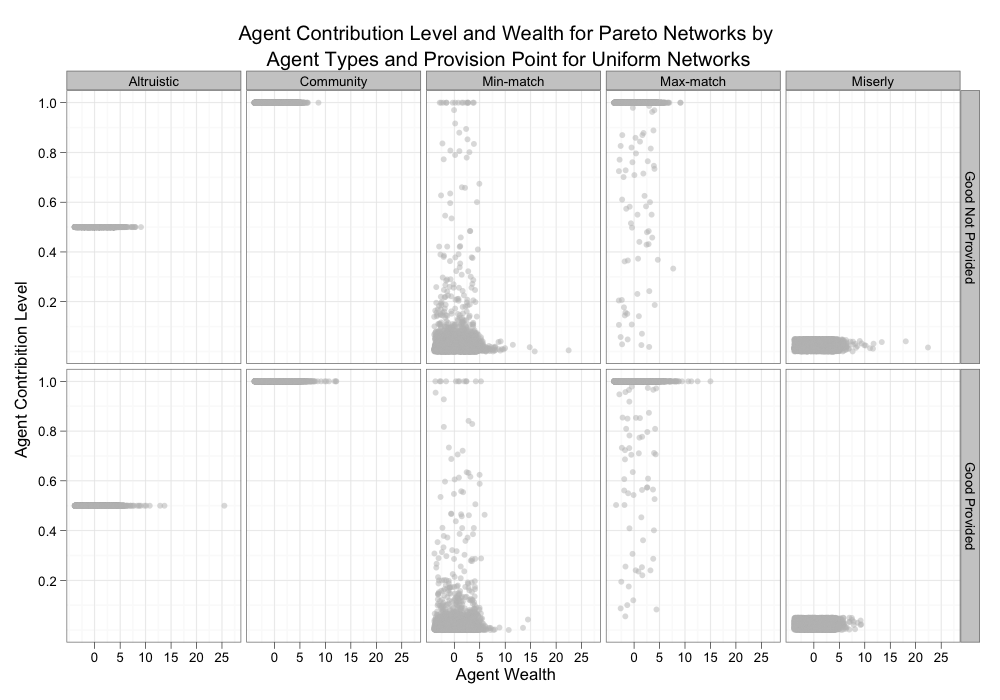 Agent Contribution Level and Wealth for Pareto Networks by
Agent Types and Provision Point for Uniform Networks
Altruistic Community Min-match Max-match Miserly
1.0
0.8
0.6
0.4
0.2
Good Not Provided
1.0
0.8
0.6
0.4
0.2
Good Provided
Agent Contribition Level
0 5 10 15 20 25 0 5 10 15 20 25 0 5 10 15 20 25 0 5 10 15 20 25 0 5 10 15 20 25
Agent Wealth